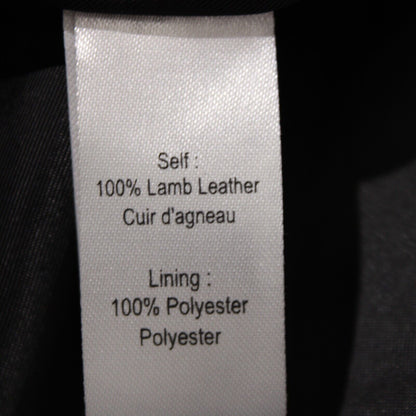 Self :
100% Lamb Leather
Cuir d'agneau
Lining :
100% Polyester
Polyester